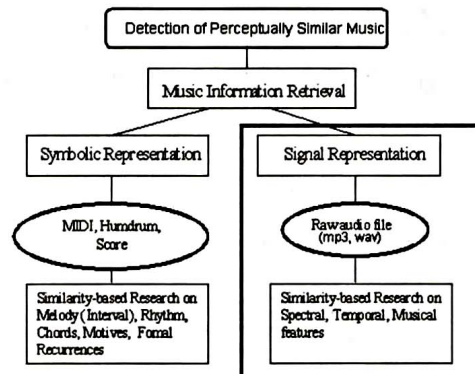 Detection of Perceptually Similar Music
Music Information Retrieval
Symbolic Representation
Signal Representation
MIDI, Humdrum,
Score
Rawaudio file
(mp3, wav)
Similarity-based Research on
Melody (Interval), Rhythm,
Chords, Motives, Fomal
Recurrences
Similarity-based Research on
Spectral, Temporal, Musical
features